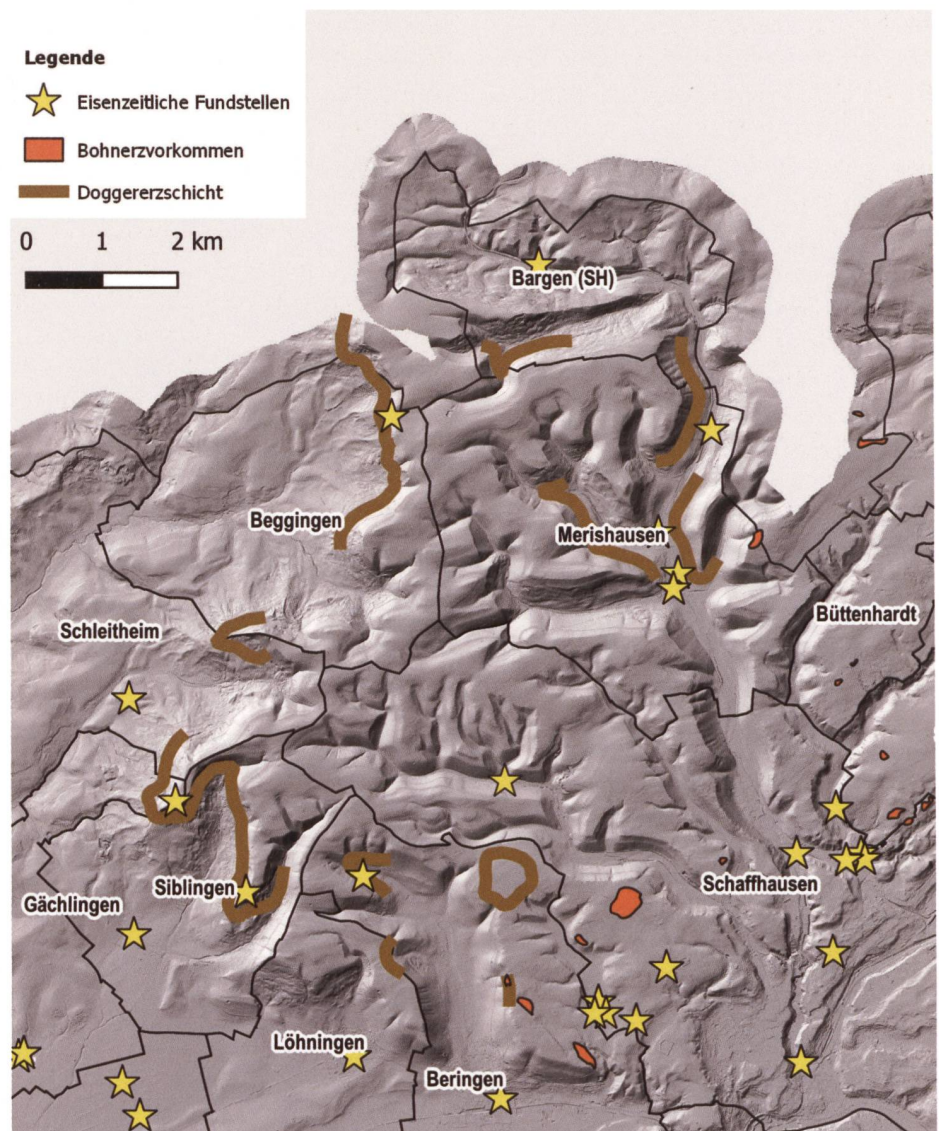 Legende
Eisenzeitliche Fundstellen
Bohnerzvorkommen
Doggererzschicht
0 1 2 km
Bargen (SH)
Beggingen
Merishausen
Büttenhardt
Schleitheim
Siblingen
Schaffhausen
Gächlingen
Löhningen
Beringen